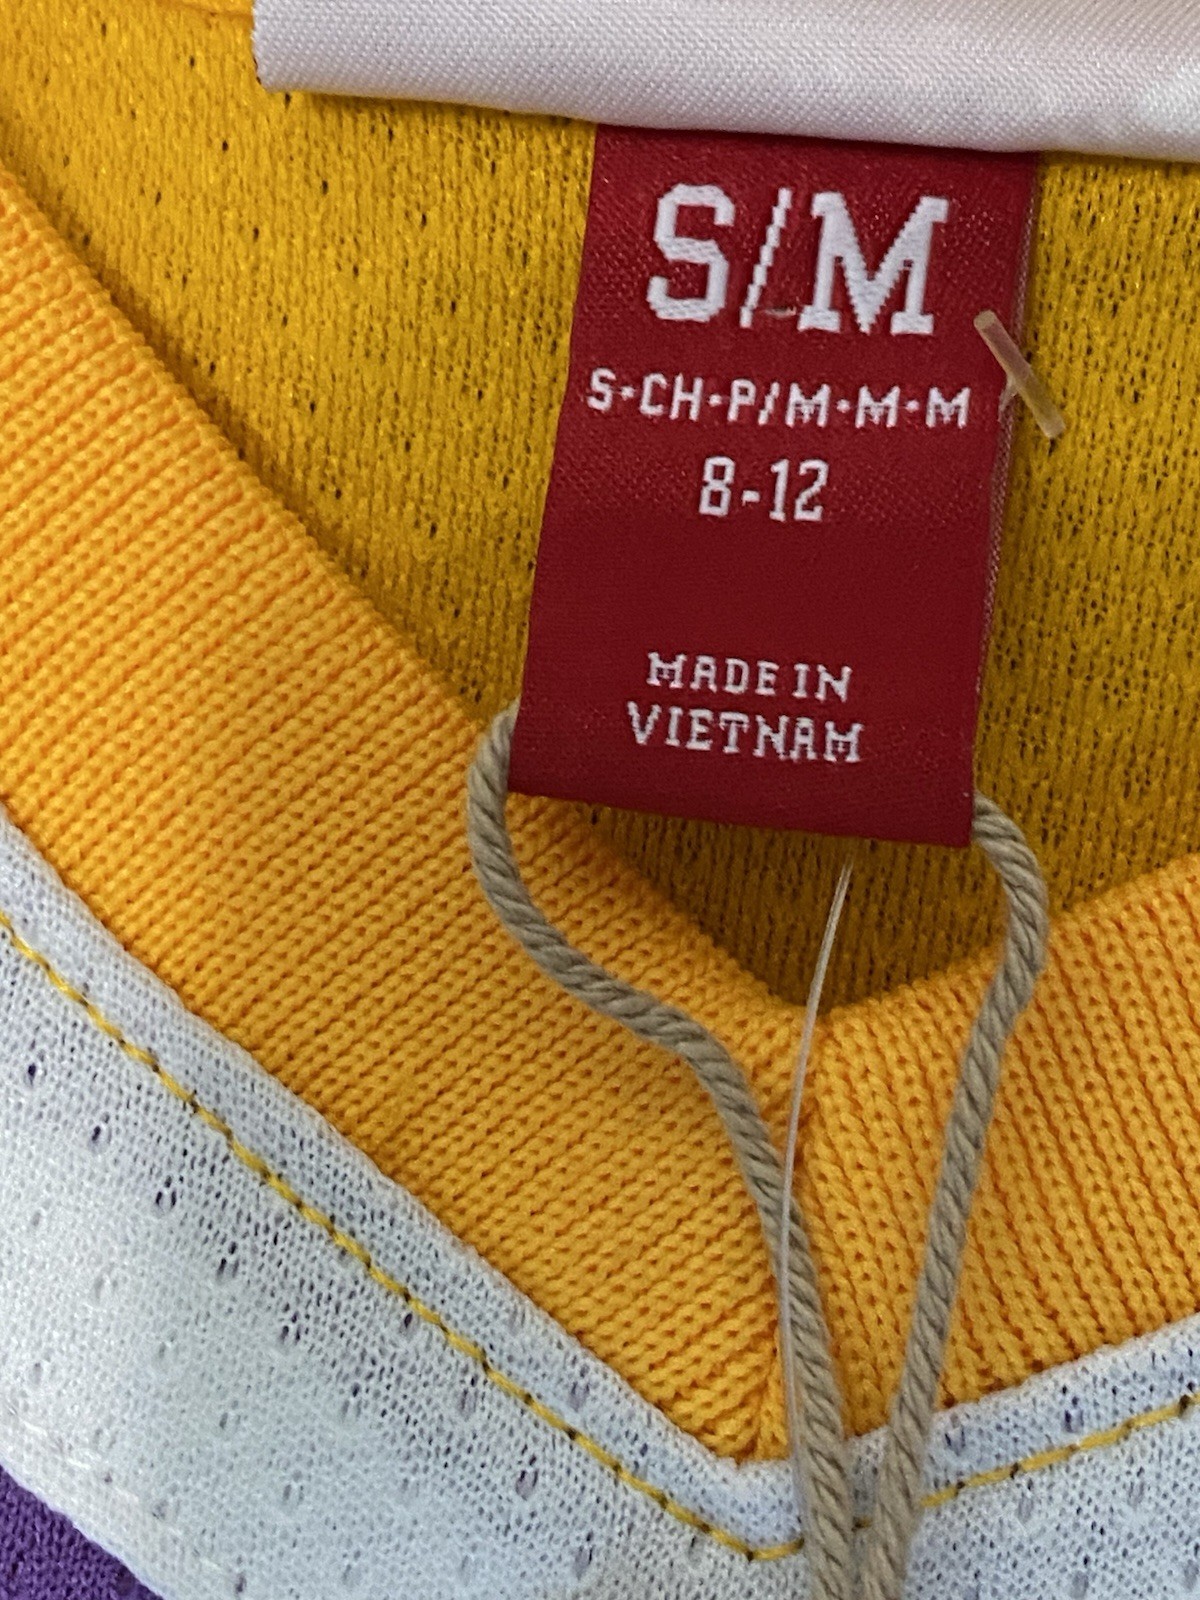 S/M
S•CH•P/M•M•M
8-12
MADE IN
VIETNAM